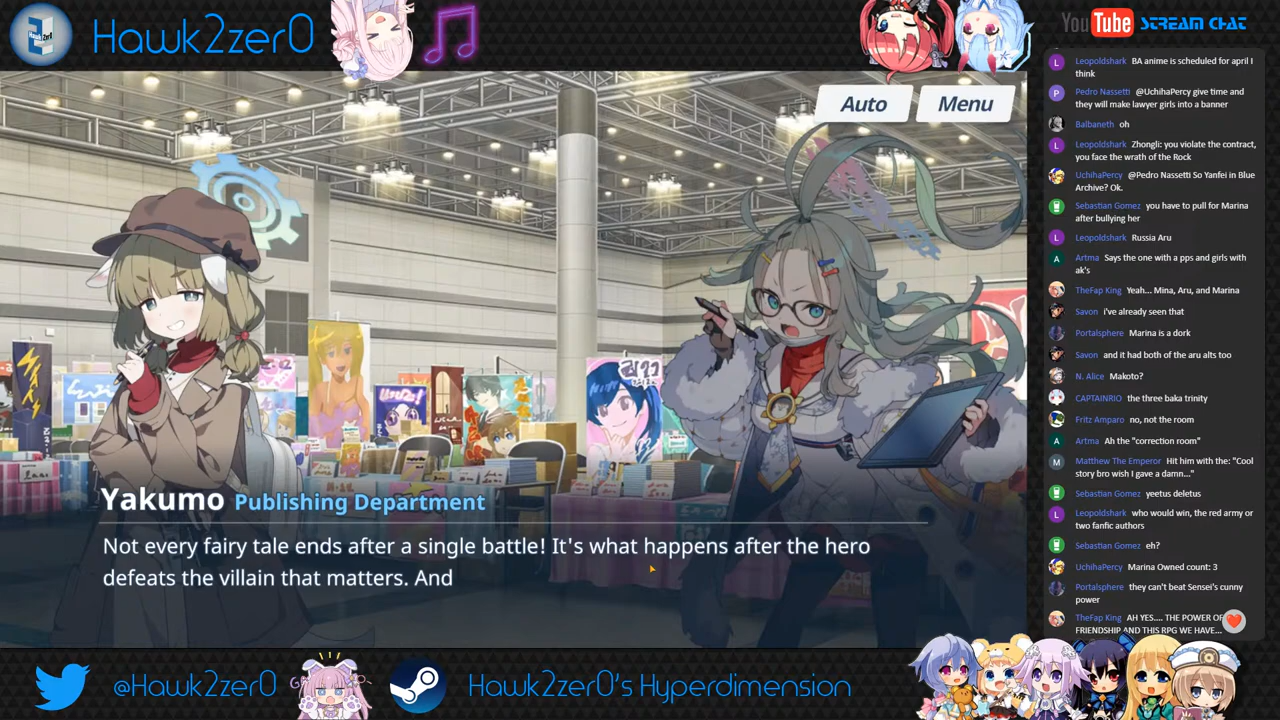 Hawk2zer0
You Tube STREAM CHAT
Auto
Menu
Yakumo Publishing Department
Not every fairy tale ends after a single battle! It's what happens after the hero
defeats the villain that matters. And
Leopoldshark BA anime is scheduled for april I
think
Pedro Nassetti @UchihaPercy give time and
they will make lawyer girls into a banner
Balbaneth oh
Leopoldshark Zhongli: you violate the contract,
you face the wrath of the Rock
UchihaPercy @Pedro Nassetti So Yanfei in Blue
Archive? Ok.
Sebastian Gomez you have to pull for Marina
after bullying her
Leopoldshark Russia Aru
Artma Says the one with a pps and girls with
ak's
TheFap King Yeah... Mina, Aru, and Marina
Savon i've already seen that
Portalsphere Marina is a dork
Savon and it had both of the aru alts too
N. Alice Makoto?
CAPTAINRIO the three baka trinity
Fritz Amparo no, not the room
Artma Ah the "correction room"
Matthew The Emperor Hit him with the: "Cool
story bro wish I gave a damn..."
Sebastian Gomez yeetus deletus
Leopoldshark who would win, the red army or
two fanfic authors
Sebastian Gomez eh?
UchihaPercy Marina Owned count: 3
Portalsphere they can't beat Sensei's cunny
power
TheFap King AH YES.... THE POWER OF
FRIENDSHIP AND THIS RPG WE HAVE...
@Hawk2zer0
Hawk2zer0's Hyperdimension